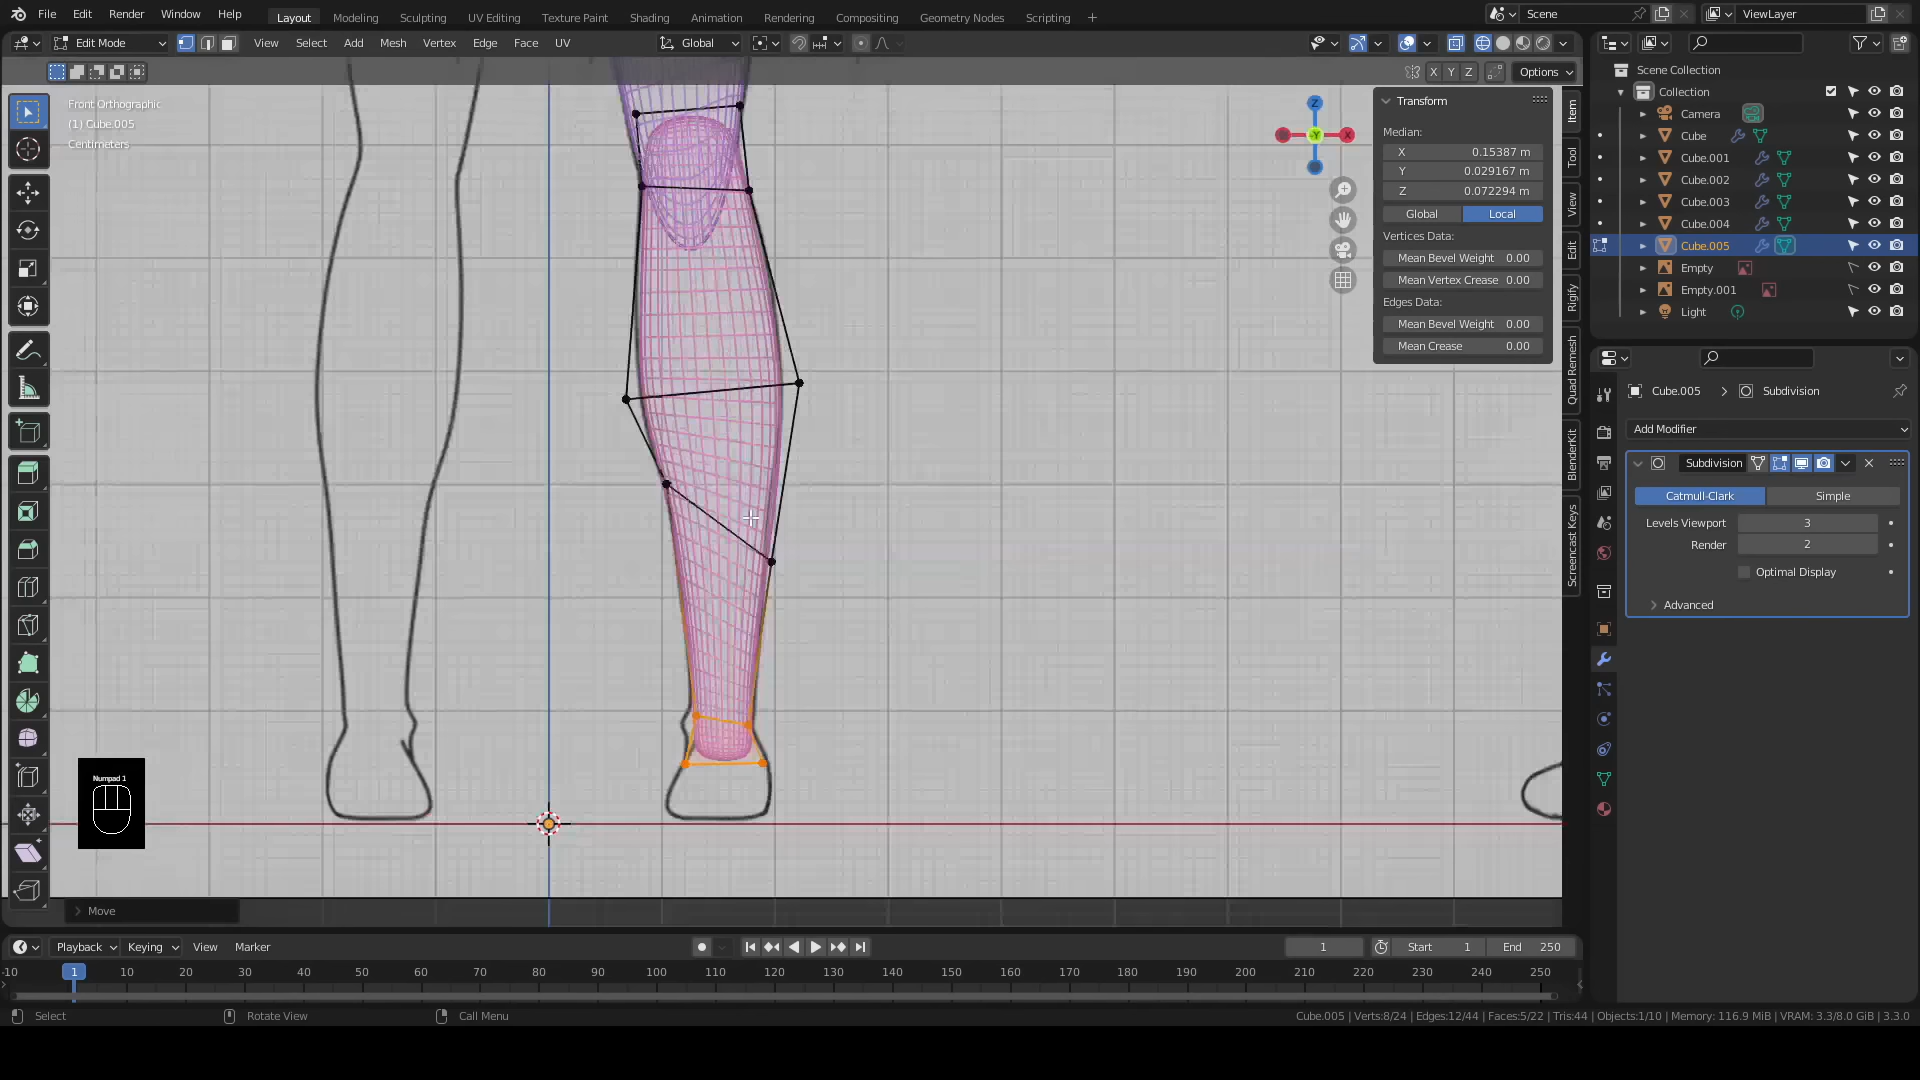 File Edit Render Window Help Layout Modeling Sculpting UV Editing Texture Paint Shading Animation Rendering Compositing Geometry Nodes Scripting + Scene ViewLayer
Edit Mode View Select Add Mesh Vertex Edge Face UV Global
X Y Z Options
Front Orthographic
(1) Cube.005
Centimeters
Z
Y
X
Transform
Median:
X 0.15387 m
Y 0.029167 m
Z 0.072294 m
Global Local
Vertices Data:
Mean Bevel Weight 0.00
Mean Vertex Crease 0.00
Edges Data:
Mean Bevel Weight 0.00
Mean Crease 0.00
Item
Tool
View
Edit
Rigify
Quad Remesh
BlenderKit
Screencast Keys
Scene Collection
Collection
Camera
Cube
Cube.001
Cube.002
Cube.003
Cube.004
Cube.005
Empty
Empty.001
Light
Cube.005 Subdivision
Add Modifier
Subdivision
Catmull-Clark Simple
Levels Viewport 3
Render 2
Optimal Display
Advanced
Numpad 1
Move
Playback Keying View Marker 1 Start 1 End 250
-10 1 10 20 30 40 50 60 70 80 90 100 110 120 130 140 150 160 170 180 190 200 210 220 230 240 250
Select Rotate View Call Menu Cube.005 | Verts:8/24 | Edges:12/44 | Faces:5/22 | Tris:44 | Objects:1/10 | Memory: 116.9 MiB | VRAM: 3.3/8.0 GiB | 3.3.0